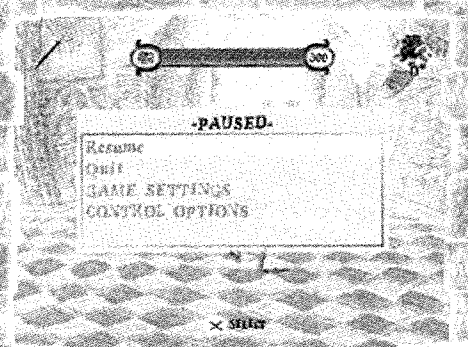 300
-PAUSED-
Resume
Quit
GAME SETTINGS
CONTROL OPTIONS
Select